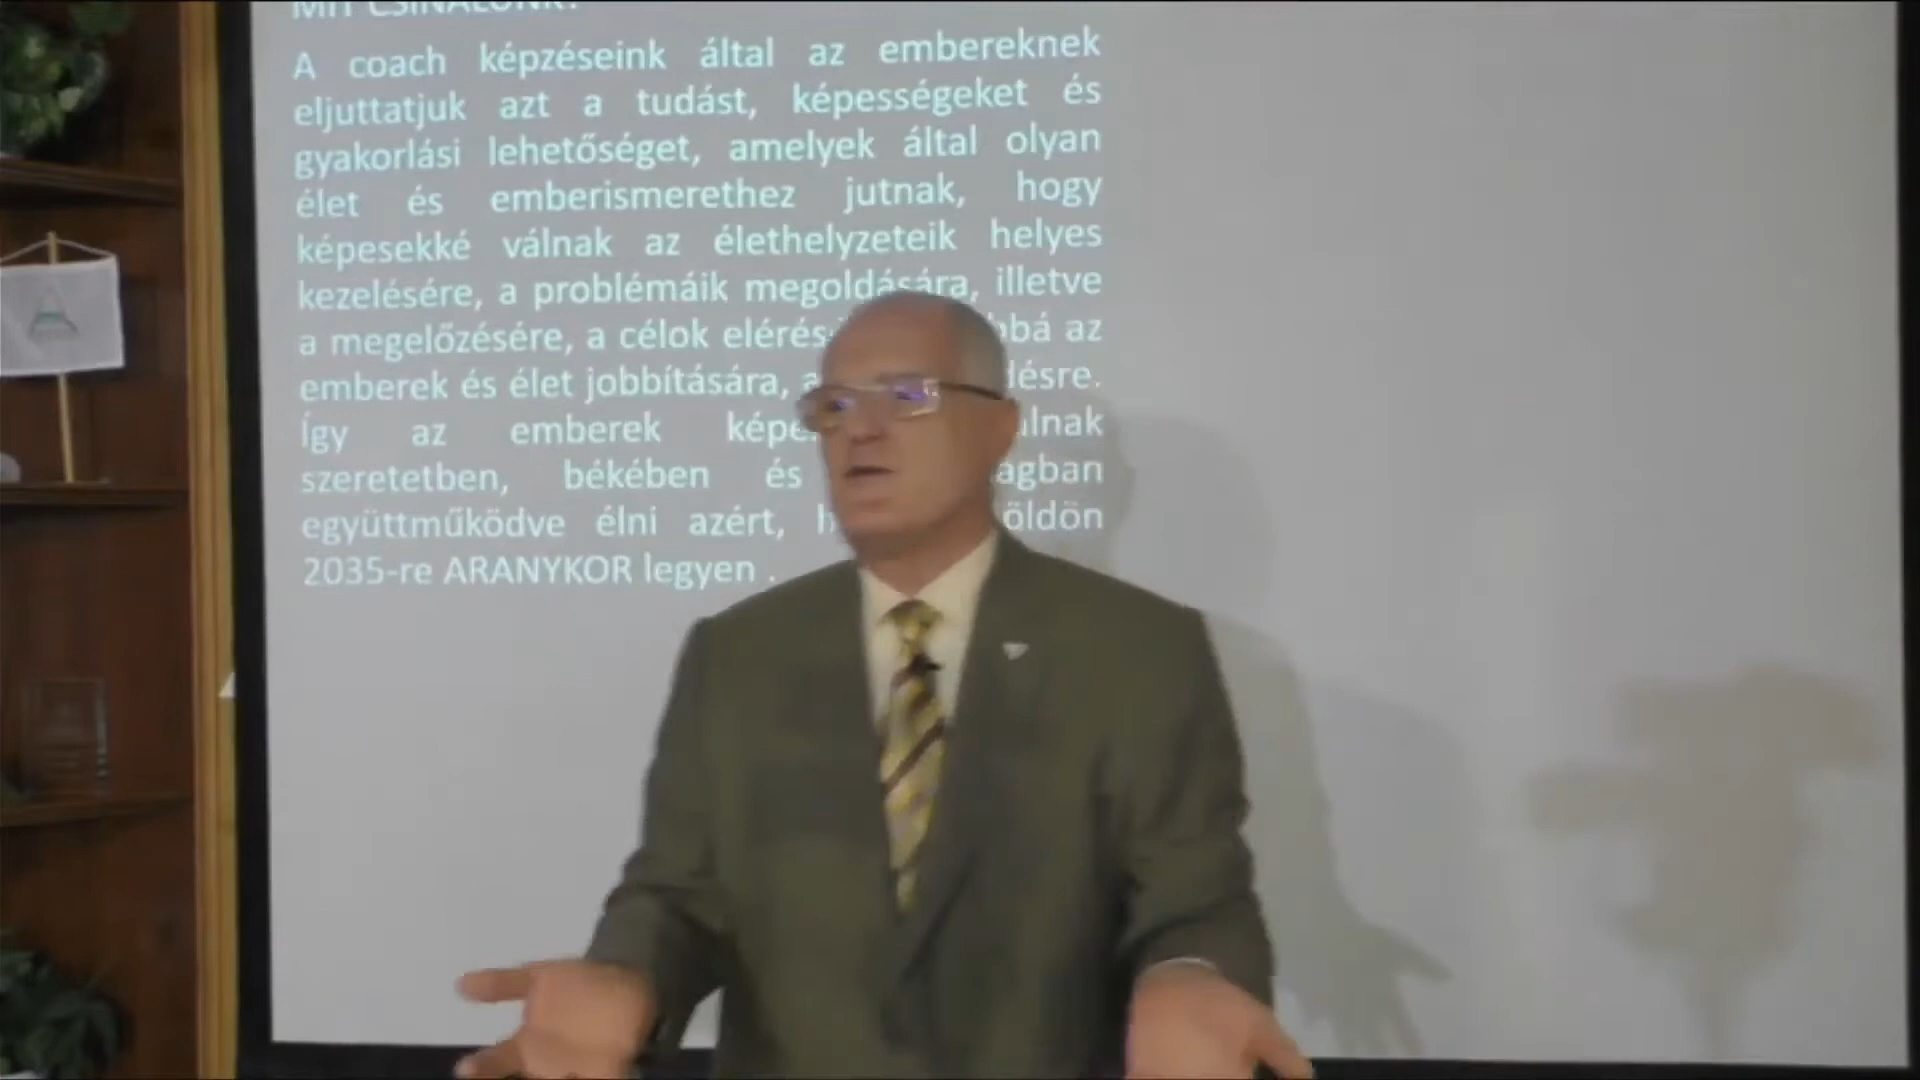 MIT CSINÁLUNK?
A coach képzéseink által az embereknek
eljuttatjuk azt a tudást, képességeket és
gyakorlási lehetőséget, amelyek által olyan
élet és emberismerethez jutnak, hogy
képesekké válnak az élethelyzeteik helyes
kezelésére, a problémáik megoldására, illetve
a megelőzésére, a célok az
emberek és élet jobbítására,
Így az emberek
szeretetben, békében és
együttműködve élni azért,
2035-re ARANYKOR legyen .